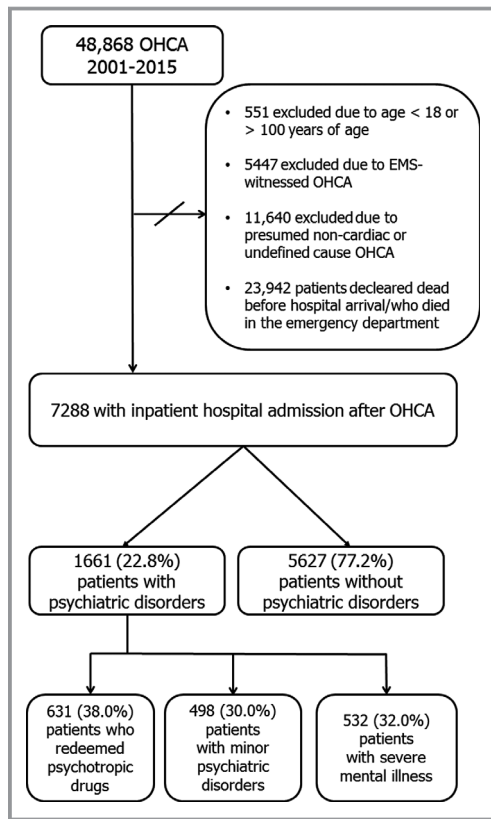 48,868 OHCA
2001-2015
• 551 excluded due to age < 18 or
> 100 years of age
• 5447 excluded due to EMS-
witnessed OHCA
• 11,640 excluded due to
presumed non-cardiac or
undefined cause OHCA
• 23,942 patients decleared dead
before hospital arrival/who died
in the emergency department
7288 with inpatient hospital admission after OHCA
1661 (22.8%)
patients with
psychiatric disorders
5627 (77.2%)
patients without
psychiatric disorders
631 (38.0%)
patients who
redeemed
psychotropic
drugs
498 (30.0%)
patients
with minor
psychiatric
disorders
532 (32.0%)
patients
with severe
mental illness